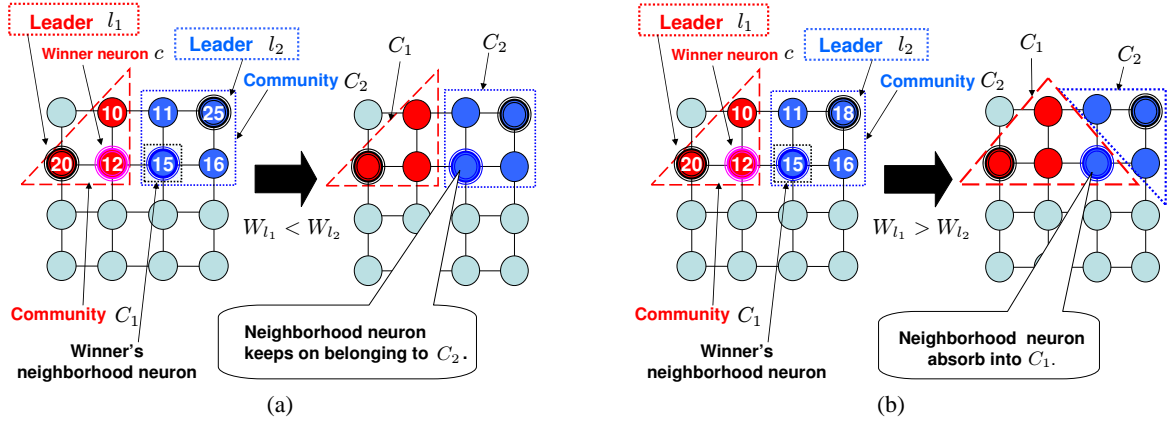 Leader l₁
Winner neuron c
Leader l₂
Community C₂
C₁
C₂
10 11 25
20 12 15 16
W_{l₁} < W_{l₂}
Community C₁
Winner's
neighborhood neuron
Neighborhood neuron
keeps on belonging to C₂.
(a)
Leader l₁
Winner neuron c
Leader l₂
Community C₂
C₁
C₂
10 11 18
20 12 15 16
W_{l₁} > W_{l₂}
Community C₁
Winner's
neighborhood neuron
Neighborhood neuron
absorb into C₁.
(b)